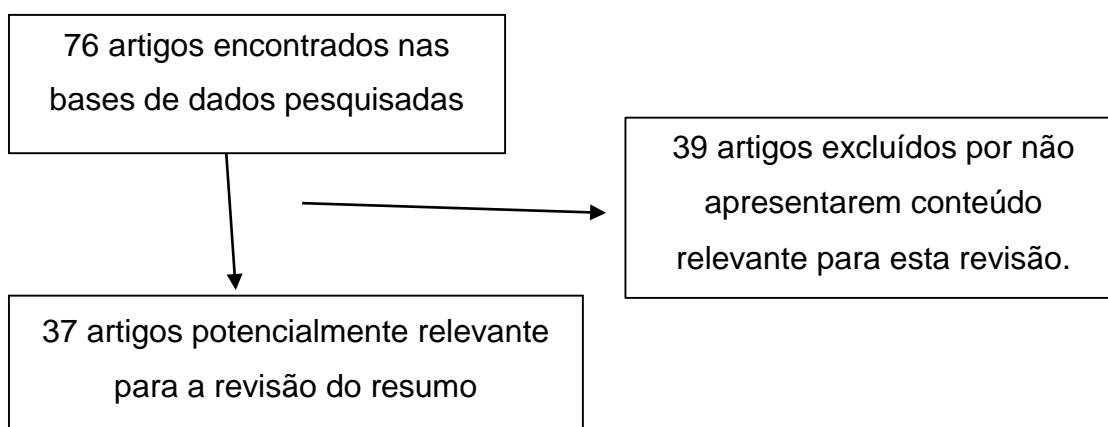 76 artigos encontrados nas
bases de dados pesquisadas
39 artigos excluídos por não
apresentarem conteúdo
relevante para esta revisão.
37 artigos potencialmente relevante
para a revisão do resumo